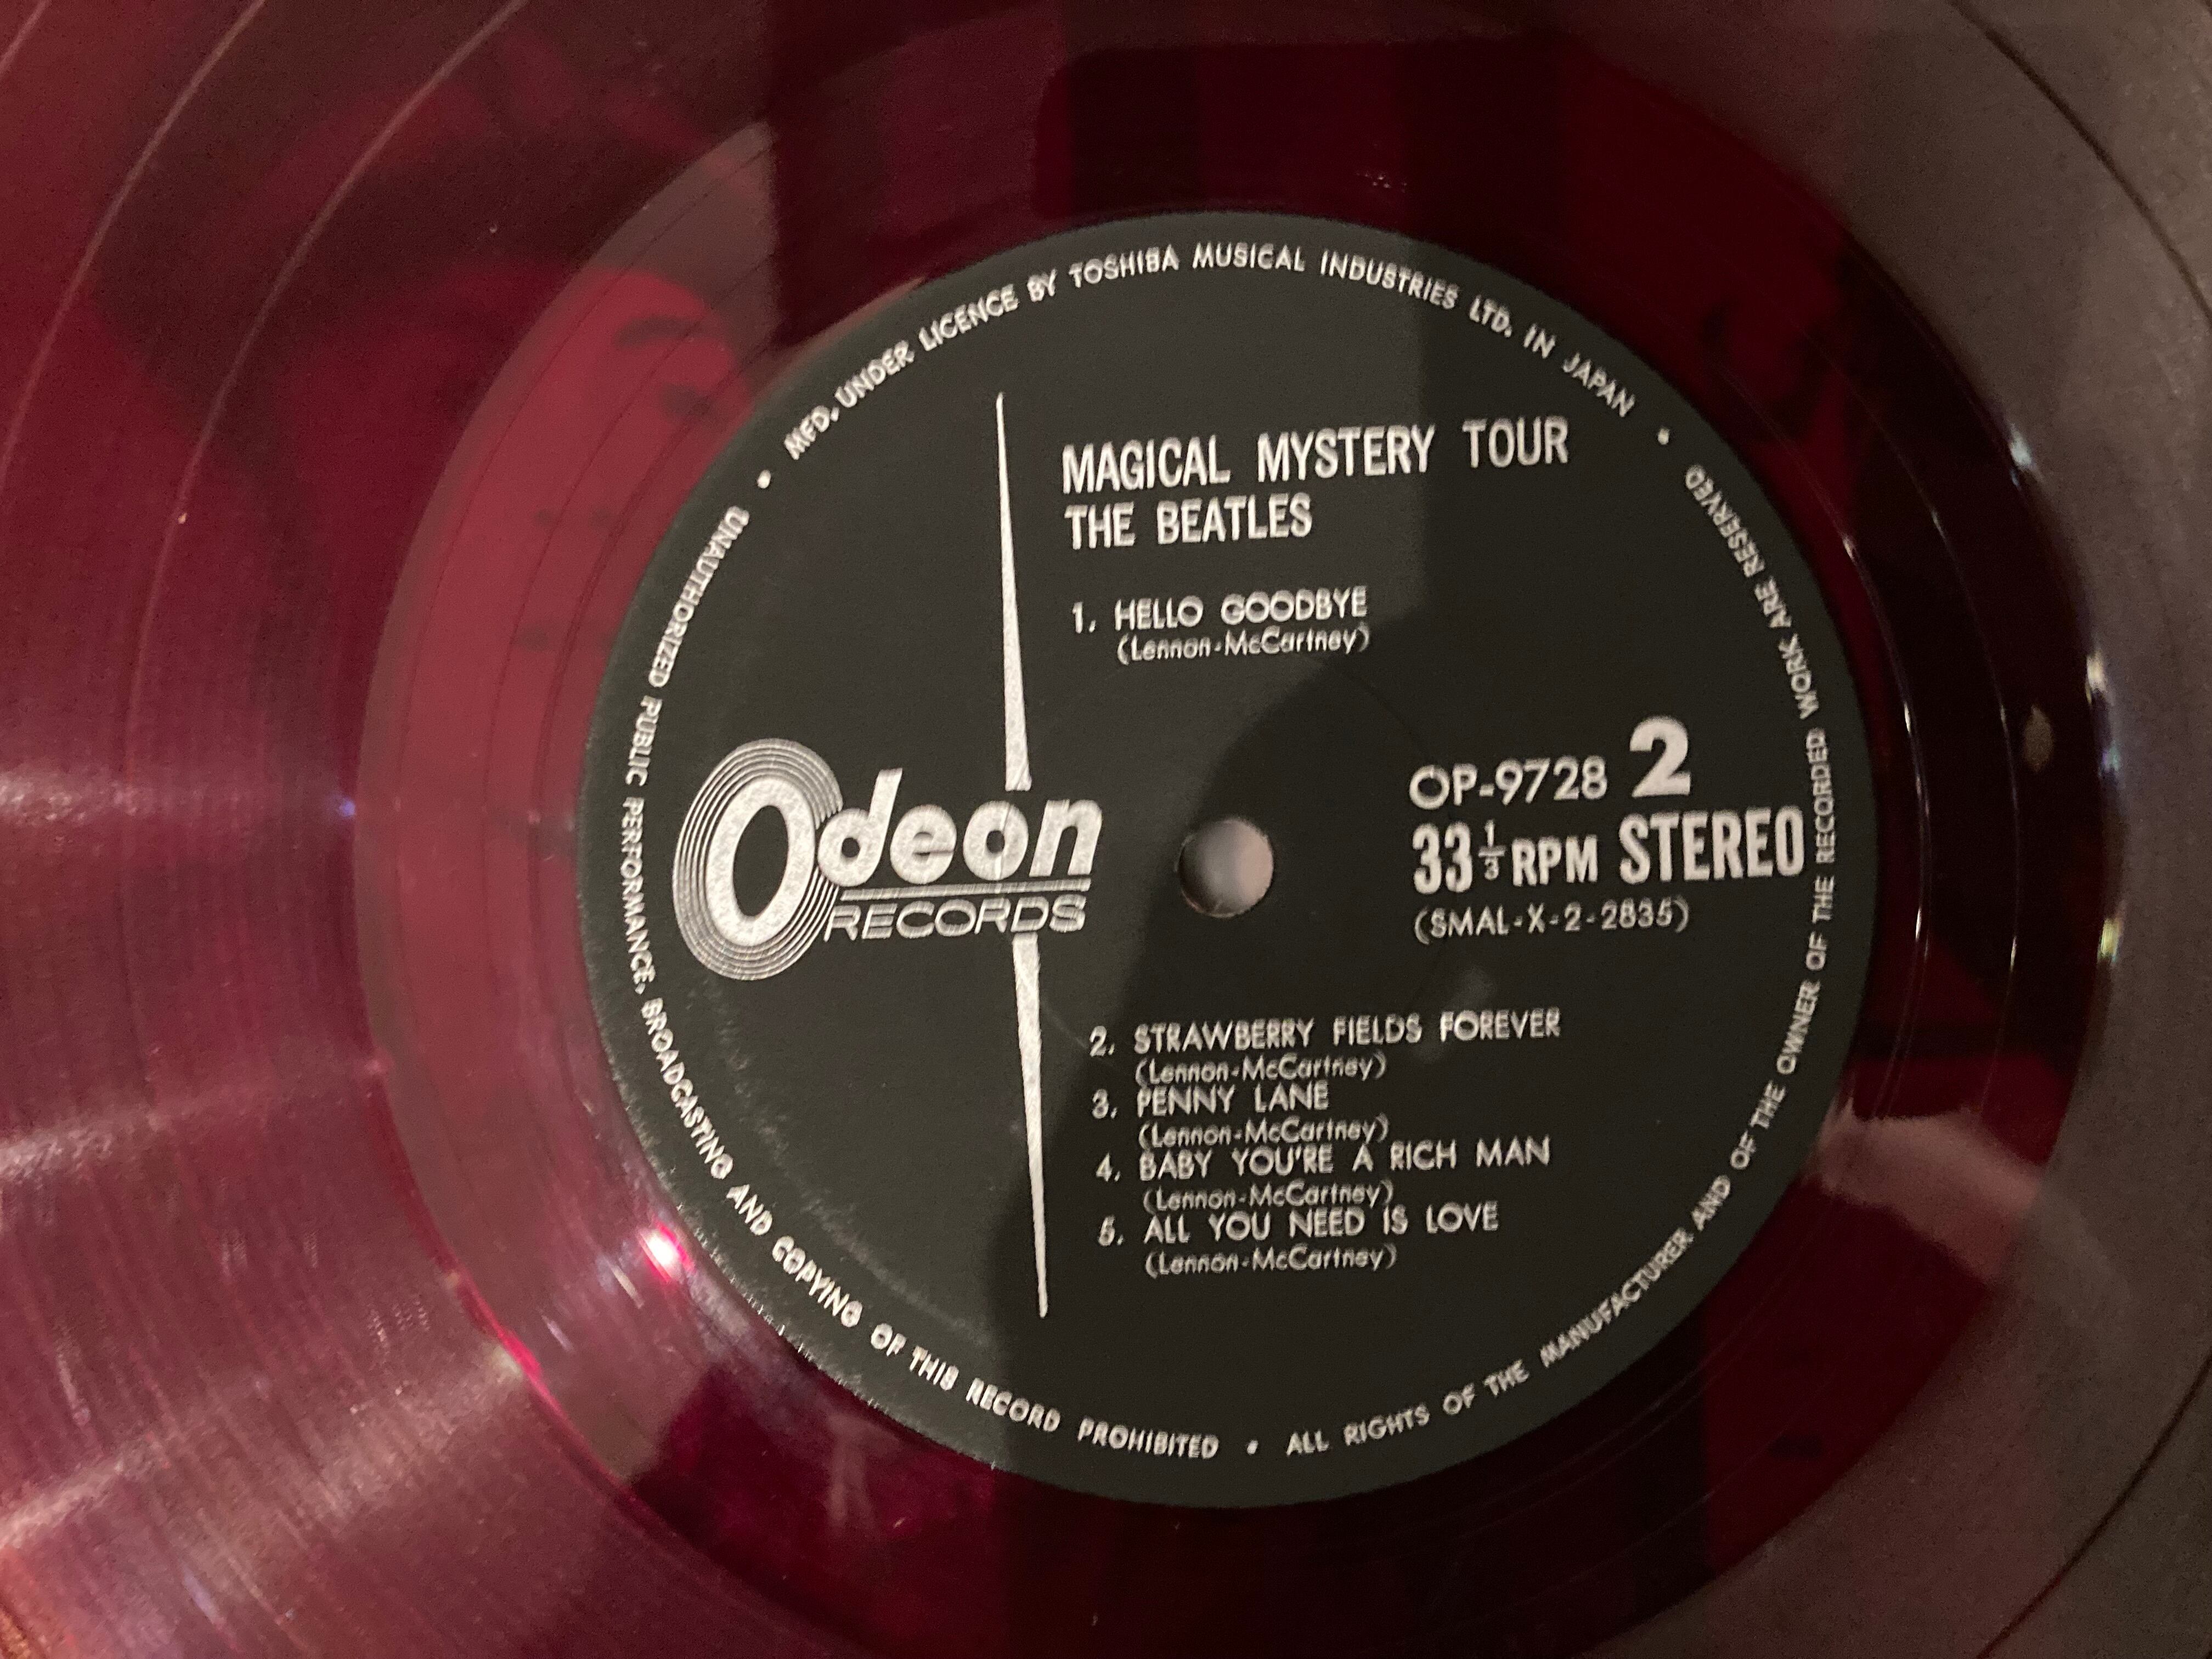 MFD. UNDER LICENCE BY TOSHIBA MUSICAL INDUSTRIES LTD. IN JAPAN •
MAGICAL MYSTERY TOUR
THE BEATLES
1. HELLO GOODBYE
(Lennon-McCartney)
Odeon
RECORDS
OP-9728 2
33 1/3 RPM STEREO
(SMAL-X-2-2835)
2. STRAWBERRY FIELDS FOREVER
(Lennon-McCartney)
3. PENNY LANE
(Lennon-McCartney)
4. BABY YOU'RE A RICH MAN
(Lennon-McCartney)
5. ALL YOU NEED IS LOVE
(Lennon-McCartney)
ALL RIGHTS OF THE MANUFACTURER AND OF THE OWNER OF THE RECORDED WORK ARE RESERVED
UNAUTHORIZED PUBLIC PERFORMANCE, BROADCASTING AND COPYING OF THIS RECORD PROHIBITED •